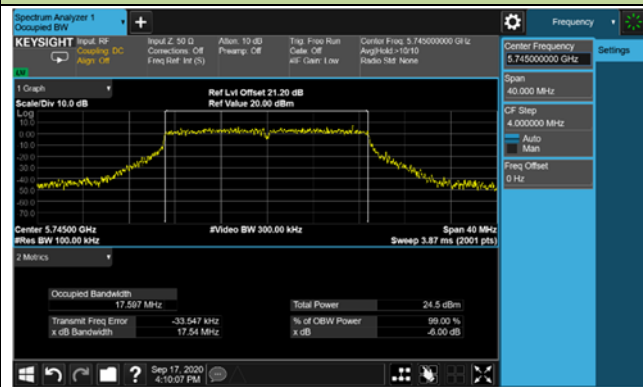 Spectrum Analyzer 1
Occupied BW
Frequency
KEYSIGHT
Input: RF
Coupling: DC
Align: Off
Input Z: 50 Ω
Corrections: Off
Freq Ref: Int (S)
Atten: 10 dB
Preamp: Off
Trig: Free Run
Gate: Off
#IF Gain: Low
Center Freq: 5.745000000 GHz
Avg|Hold:>10/10
Radio Std: None
LXI
Center Frequency
5.745000000 GHz
Settings
Span
40.000 MHz
CF Step
4.000000 MHz
Auto
Man
Freq Offset
0 Hz
1 Graph
Scale/Div 10.0 dB
Ref Lvl Offset 21.20 dB
Ref Value 20.00 dBm
Log
10.0
0.00
-10.0
-20.0
-30.0
-40.0
-50.0
-60.0
-70.0
Center 5.74500 GHz
#Res BW 100.00 kHz
#Video BW 300.00 kHz
Span 40 MHz
Sweep 3.87 ms (2001 pts)
2 Metrics
Occupied Bandwidth
17.597 MHz
Total Power 24.5 dBm
Transmit Freq Error -33.547 kHz
% of OBW Power 99.00 %
x dB Bandwidth 17.54 MHz
x dB -6.00 dB
Sep 17, 2020
4:10:07 PM